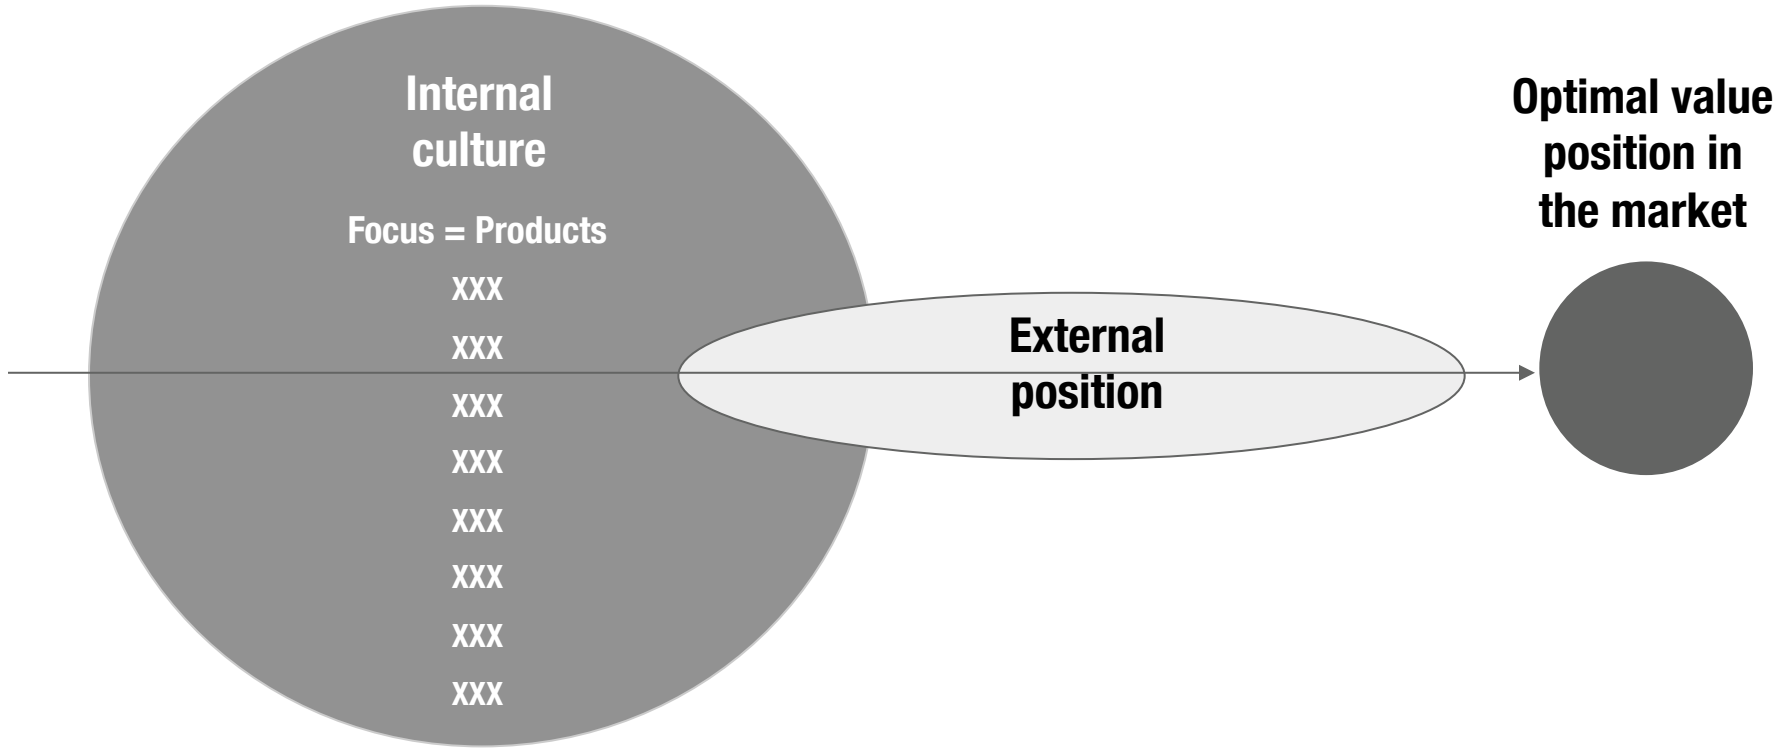 Internal
culture
Focus = Products
XXX
XXX
XXX
XXX
XXX
XXX
XXX
XXX
External
position
Optimal value
position in
the market